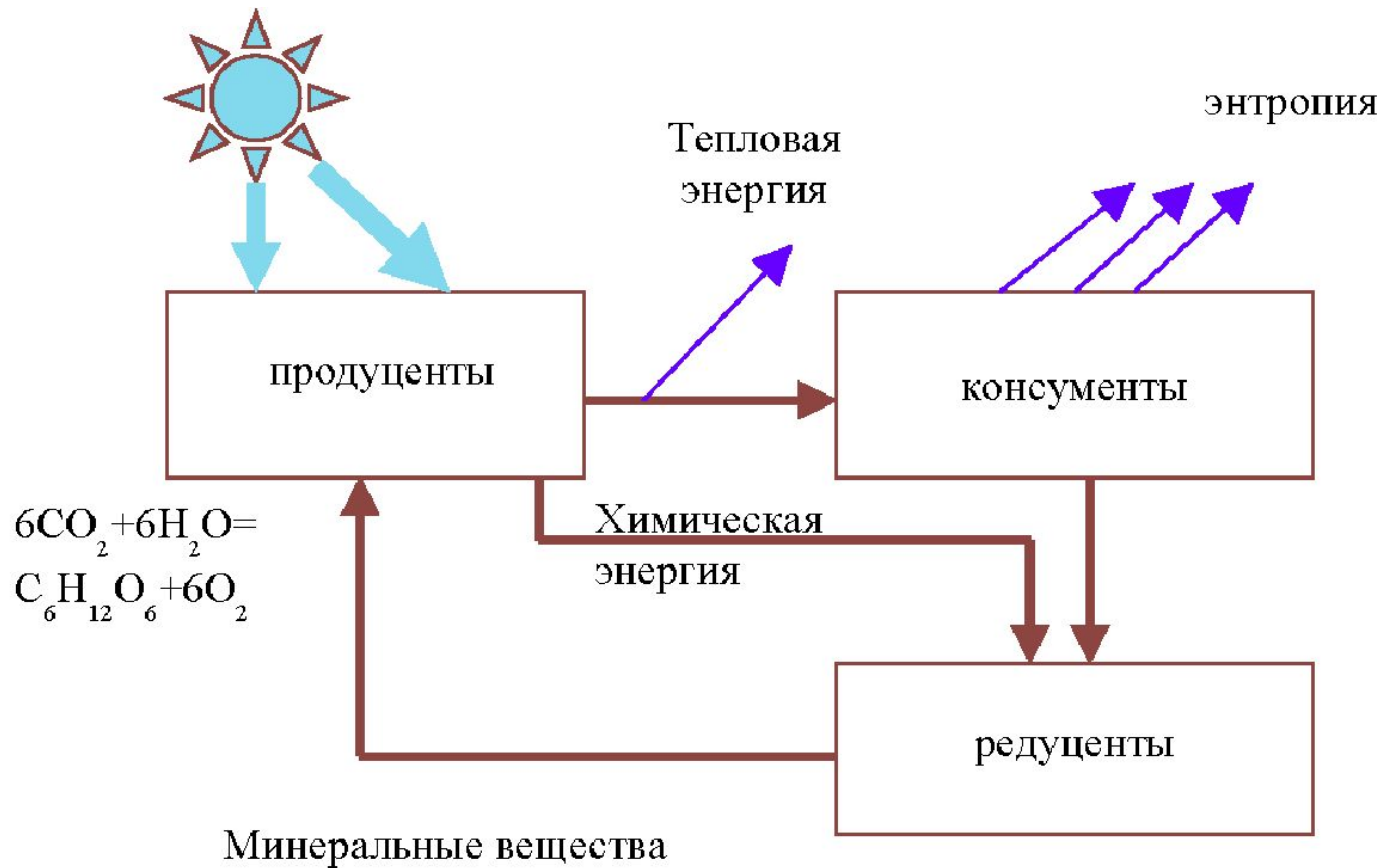 энтропия
Тепловая
энергия
продуценты
консументы
6CO₂+6H₂O=
C₆H₁₂O₆+6O₂
Химическая
энергия
редуценты
Минеральные вещества